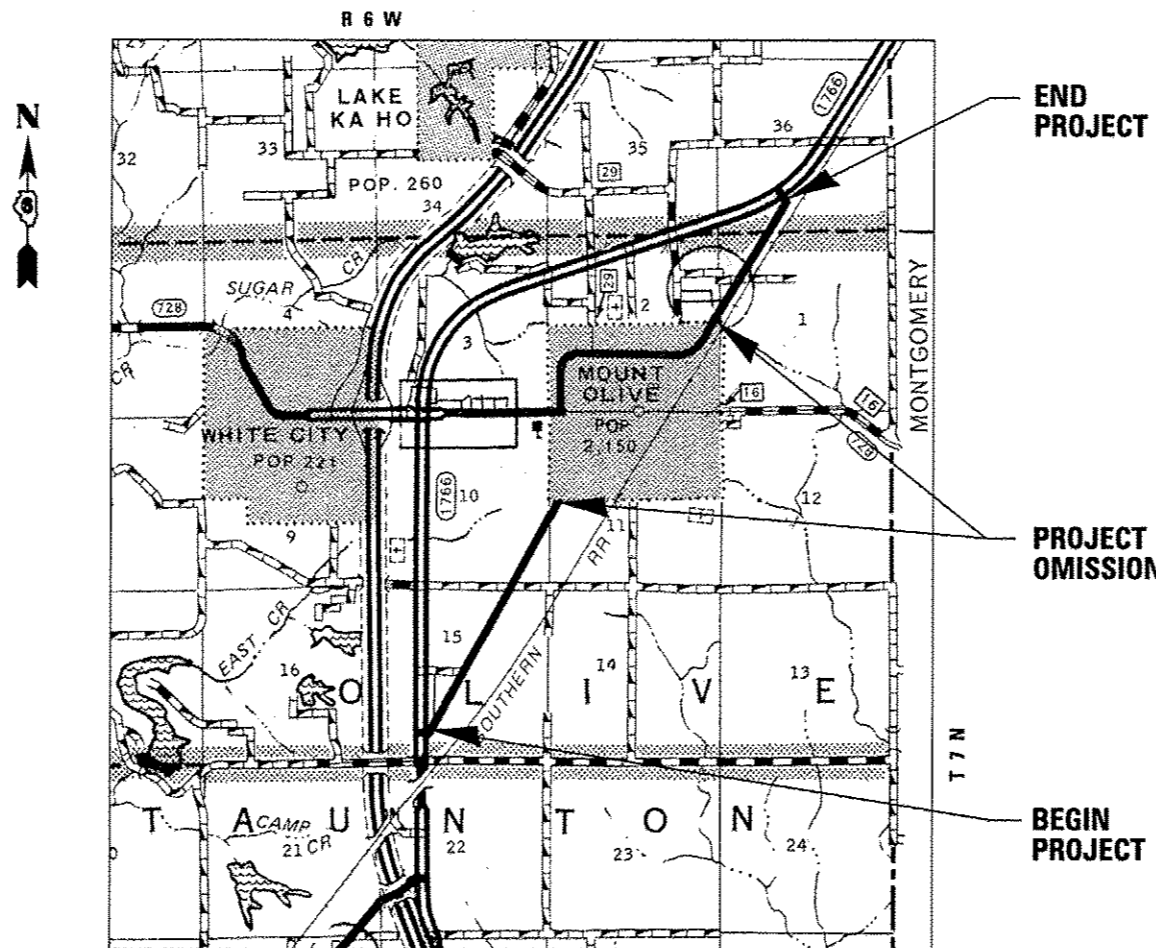 R 6 W
N
6
LAKE
KA HO
POP. 260
32
33
34
35
36
29
1766
END
PROJECT
SUGAR
CR
728
CR
4
3
29
2
1
MONTGOMERY
WHITE CITY
POP 221
MOUNT
OLIVE
POP
2,150
16
16
728
9
10
1766
11
12
PROJECT
OMISSION
EAST CR
RR
16
15
14
13
O L I V E
SOUTHERN
T 7 N
T A U N T O N
CAMP
CR
21
22
23
24
BEGIN
PROJECT